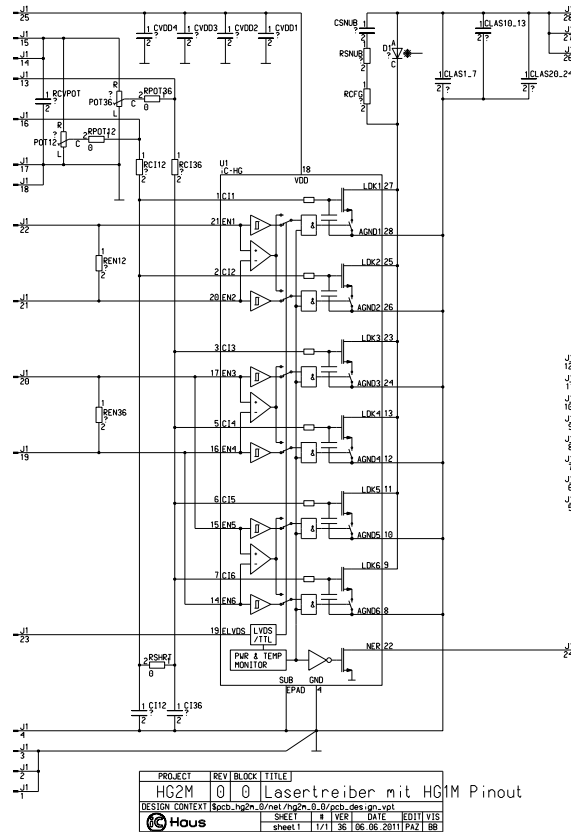 J1
25
J1
15
J1
14
J1
13
J1
16
J1
17
J1
18
J1
22
J1
21
J1
20
J1
19
J1
23
J1
4
J1
3
J1
2
J1
1
CVDD4
CVDD3
CVDD2
CVDD1
RCVPOT
POT36
RPOT36
POT12
RPOT12
RCI12
RCI36
REN12
REN36
RSHRT
CI12
CI36
CSNUB
RSNUB
RCFG
D1
A
C
CLAS1_7
CLAS10_13
CLAS20_24
U1
iC-HG
18
VDD
1 CI1
21 EN1
2 CI2
20 EN2
3 CI3
17 EN3
5 CI4
16 EN4
6 CI5
15 EN5
7 CI6
14 EN6
19 ELVDS
LVDS
/TTL
PWR & TEMP
MONITOR
LDK1 27
AGND1 28
LDK2 25
AGND2 26
LDK3 23
AGND3 24
LDK4 13
AGND4 12
LDK5 11
AGND5 10
LDK6 9
AGND6 8
NER 22
SUB
GND
EPAD
4
PROJECT
REV
BLOCK
TITLE
HG2M
0
0
Lasertreiber mit HG1M Pinout
DESIGN CONTEXT
$pcb_hg2m_0/net/hg2m_0_0/pcb_design_vpt
iC Haus
SHEET
#
VER
DATE
EDIT
VIS
sheet1
1/1
36
06.06.2011
PAZ
BB